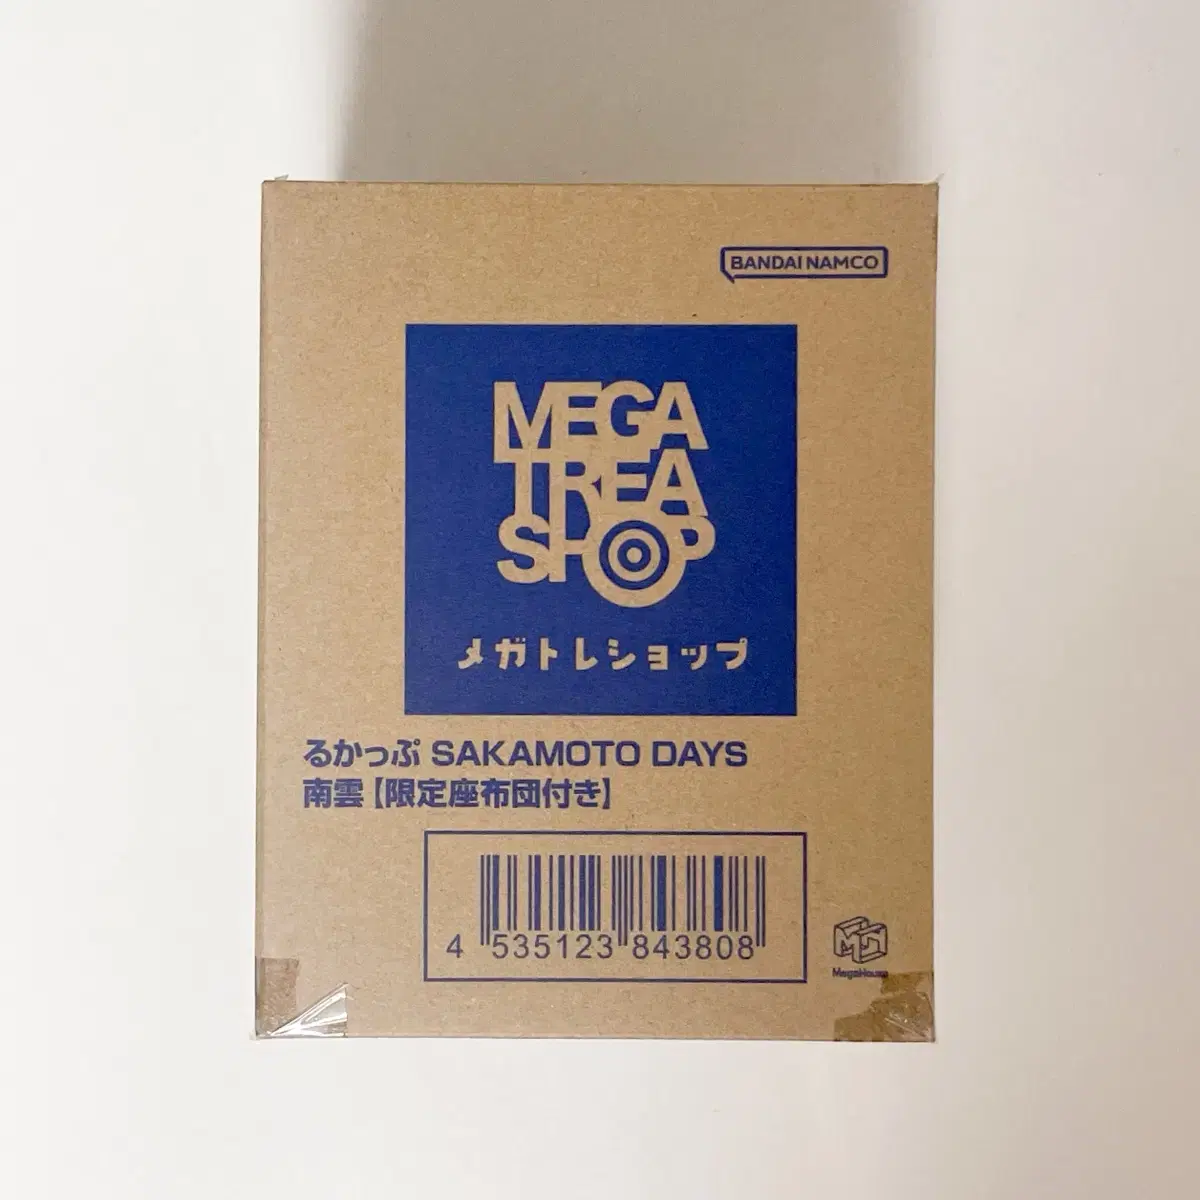 BANDAI NAMCO
MEGA
TREA
SHOP
メガトレショップ
るかっぷ SAKAMOTO DAYS
南雲【限定座布団付き】
4 535123 843808
MegaHouse